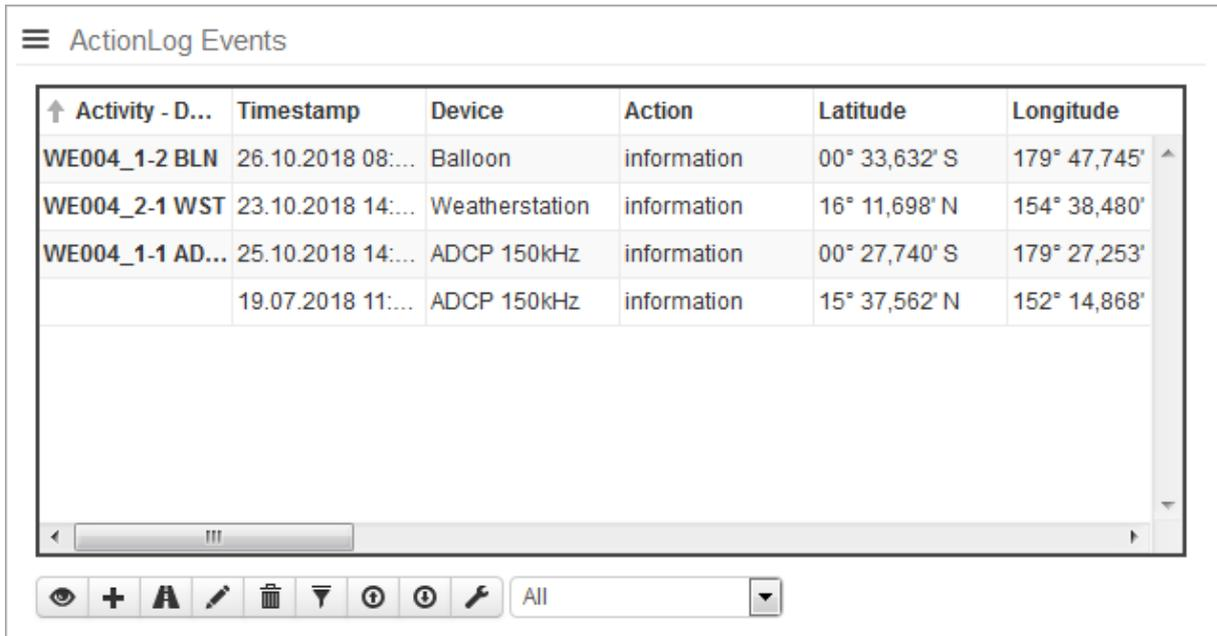 ActionLog Events
Activity - D... Timestamp Device Action Latitude Longitude
WE004_1-2 BLN 26.10.2018 08:... Balloon information 00° 33,632' S 179° 47,745'
WE004_2-1 WST 23.10.2018 14:... Weatherstation information 16° 11,698' N 154° 38,480'
WE004_1-1 AD... 25.10.2018 14:... ADCP 150kHz information 00° 27,740' S 179° 27,253'
19.07.2018 11:... ADCP 150kHz information 15° 37,562' N 152° 14,868'
All